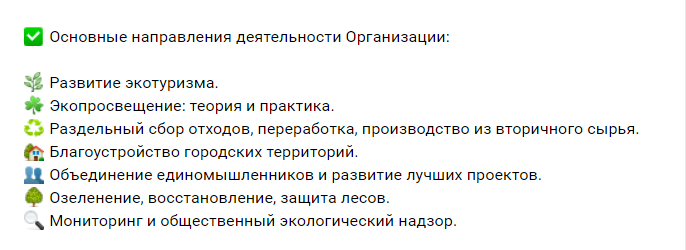 ✅ Основные направления деятельности Организации:
🌿 Развитие экотуризма.
☘️ Экопросвещение: теория и практика.
♻️ Раздельный сбор отходов, переработка, производство из вторичного сырья.
🏡 Благоустройство городских территорий.
👥 Объединение единомышленников и развитие лучших проектов.
🌳 Озеленение, восстановление, защита лесов.
🔍 Мониторинг и общественный экологический надзор.